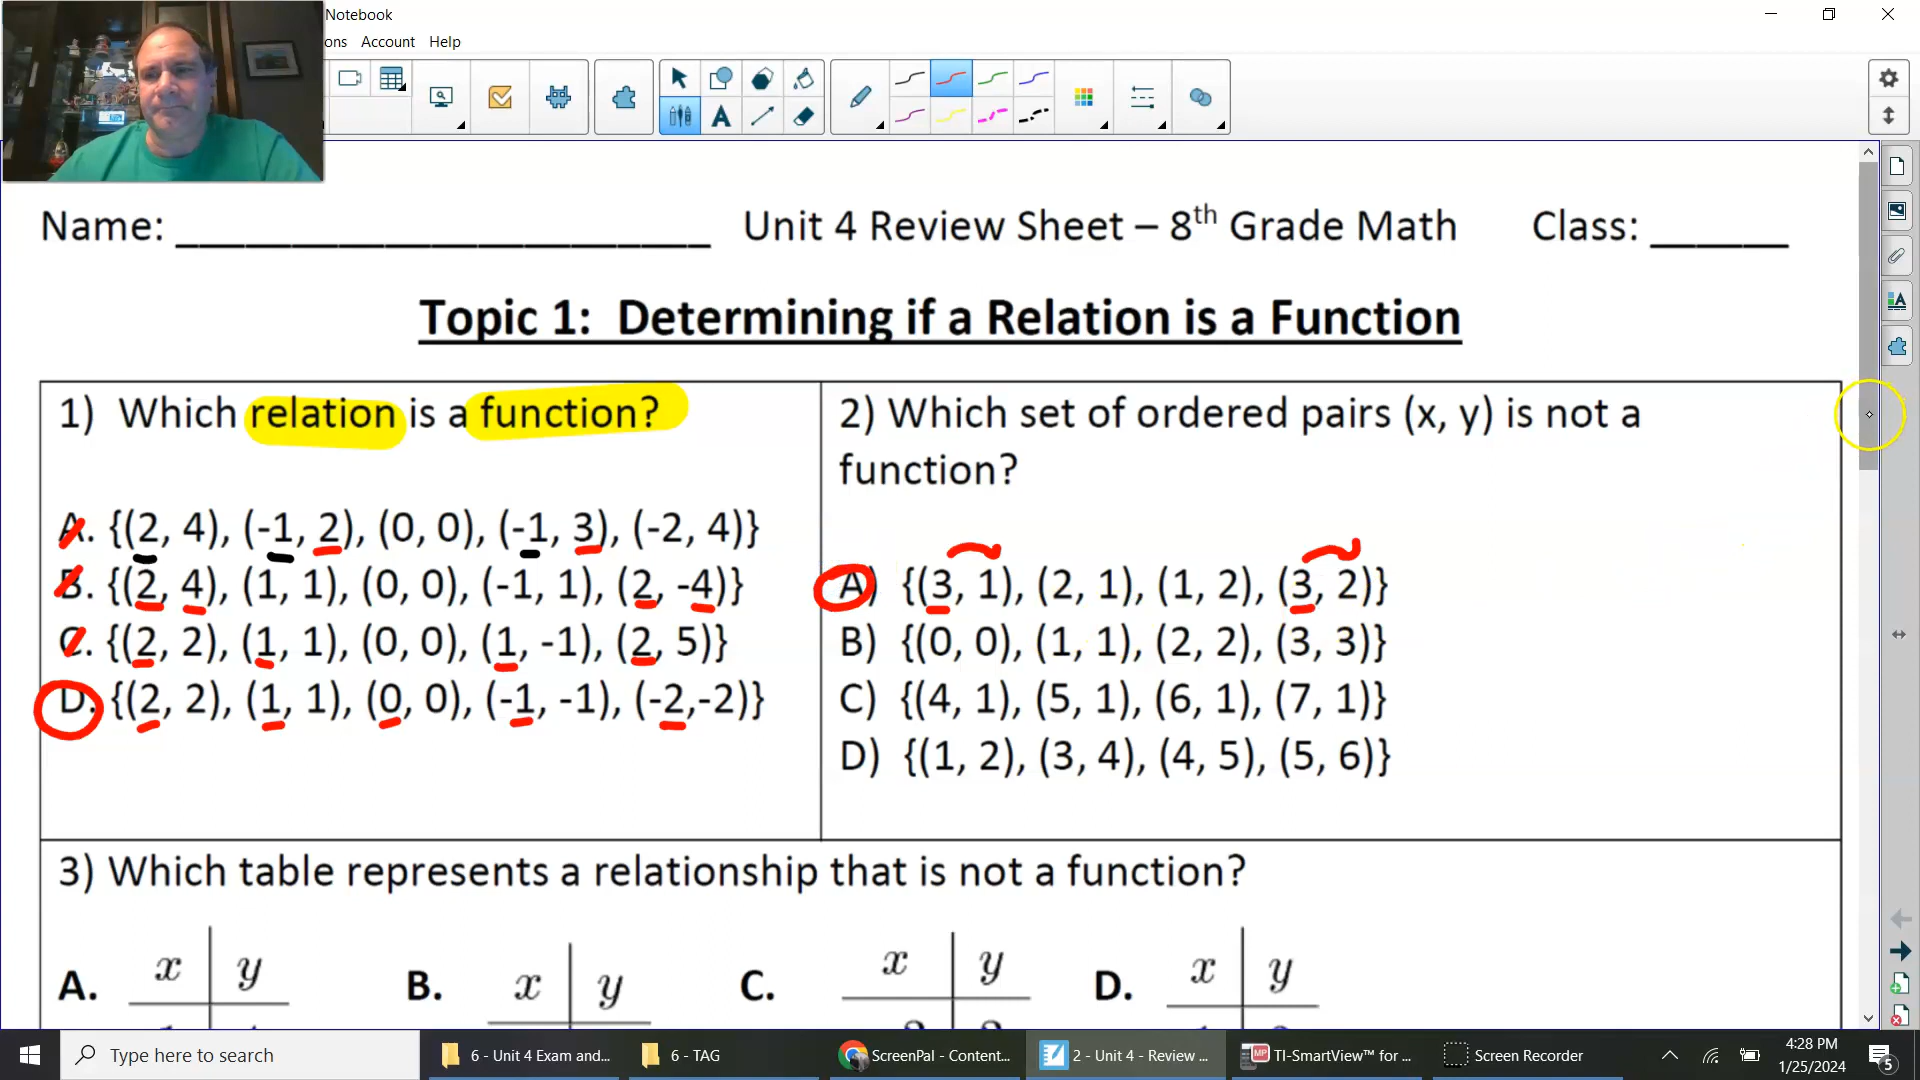 Notebook
ons Account Help
Name: ______________________ Unit 4 Review Sheet – 8th Grade Math Class: ______
Topic 1: Determining if a Relation is a Function
1) Which relation is a function?
A. {(2, 4), (-1, 2), (0, 0), (-1, 3), (-2, 4)}
B. {(2, 4), (1, 1), (0, 0), (-1, 1), (2, -4)}
C. {(2, 2), (1, 1), (0, 0), (1, -1), (2, 5)}
D. {(2, 2), (1, 1), (0, 0), (-1, -1), (-2,-2)}
2) Which set of ordered pairs (x, y) is not a
function?
A) {(3, 1), (2, 1), (1, 2), (3, 2)}
B) {(0, 0), (1, 1), (2, 2), (3, 3)}
C) {(4, 1), (5, 1), (6, 1), (7, 1)}
D) {(1, 2), (3, 4), (4, 5), (5, 6)}
3) Which table represents a relationship that is not a function?
A. x y B. x y C. x y D. x y
Type here to search 6 - Unit 4 Exam and... 6 - TAG ScreenPal - Content... 2 - Unit 4 - Review ... MP TI-SmartView™ for ... Screen Recorder
4:28 PM
1/25/2024
5